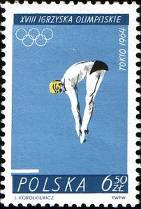 XVIII IGRZYSKA OLIMPIJSKIE
TOKIO 1964
POLSKA 6.50 ZŁ